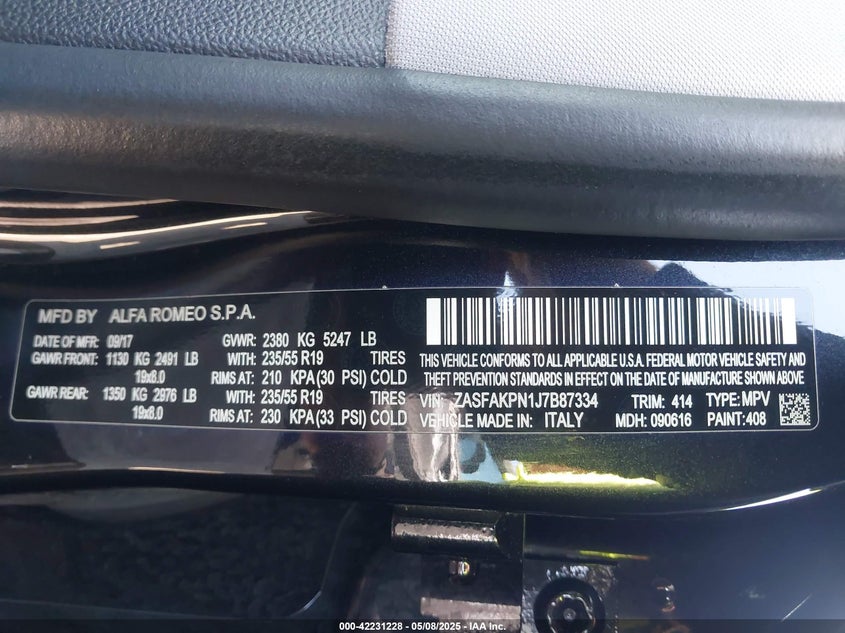 MFD BY ALFA ROMEO S.P.A.
DATE OF MFR: 09/17 GVWR: 2380 KG 5247 LB
GAWR FRONT: 1130 KG 2491 LB WITH: 235/55 R19 TIRES
19x8.0 RIMS AT: 210 KPA (30 PSI) COLD
GAWR REAR: 1350 KG 2976 LB WITH: 235/55 R19 TIRES
19x8.0 RIMS AT: 230 KPA (33 PSI) COLD
THIS VEHICLE CONFORMS TO ALL APPLICABLE U.S.A. FEDERAL MOTOR VEHICLE SAFETY AND
THEFT PREVENTION STANDARDS IN EFFECT ON THE DATE OF MANUFACTURE SHOWN ABOVE
VIN: ZASFAKPN1J7B87334 TRIM: 414 TYPE: MPV
VEHICLE MADE IN: ITALY MDH: 090616 PAINT: 408
000-42231228 - 05/08/2025 - IAA Inc.